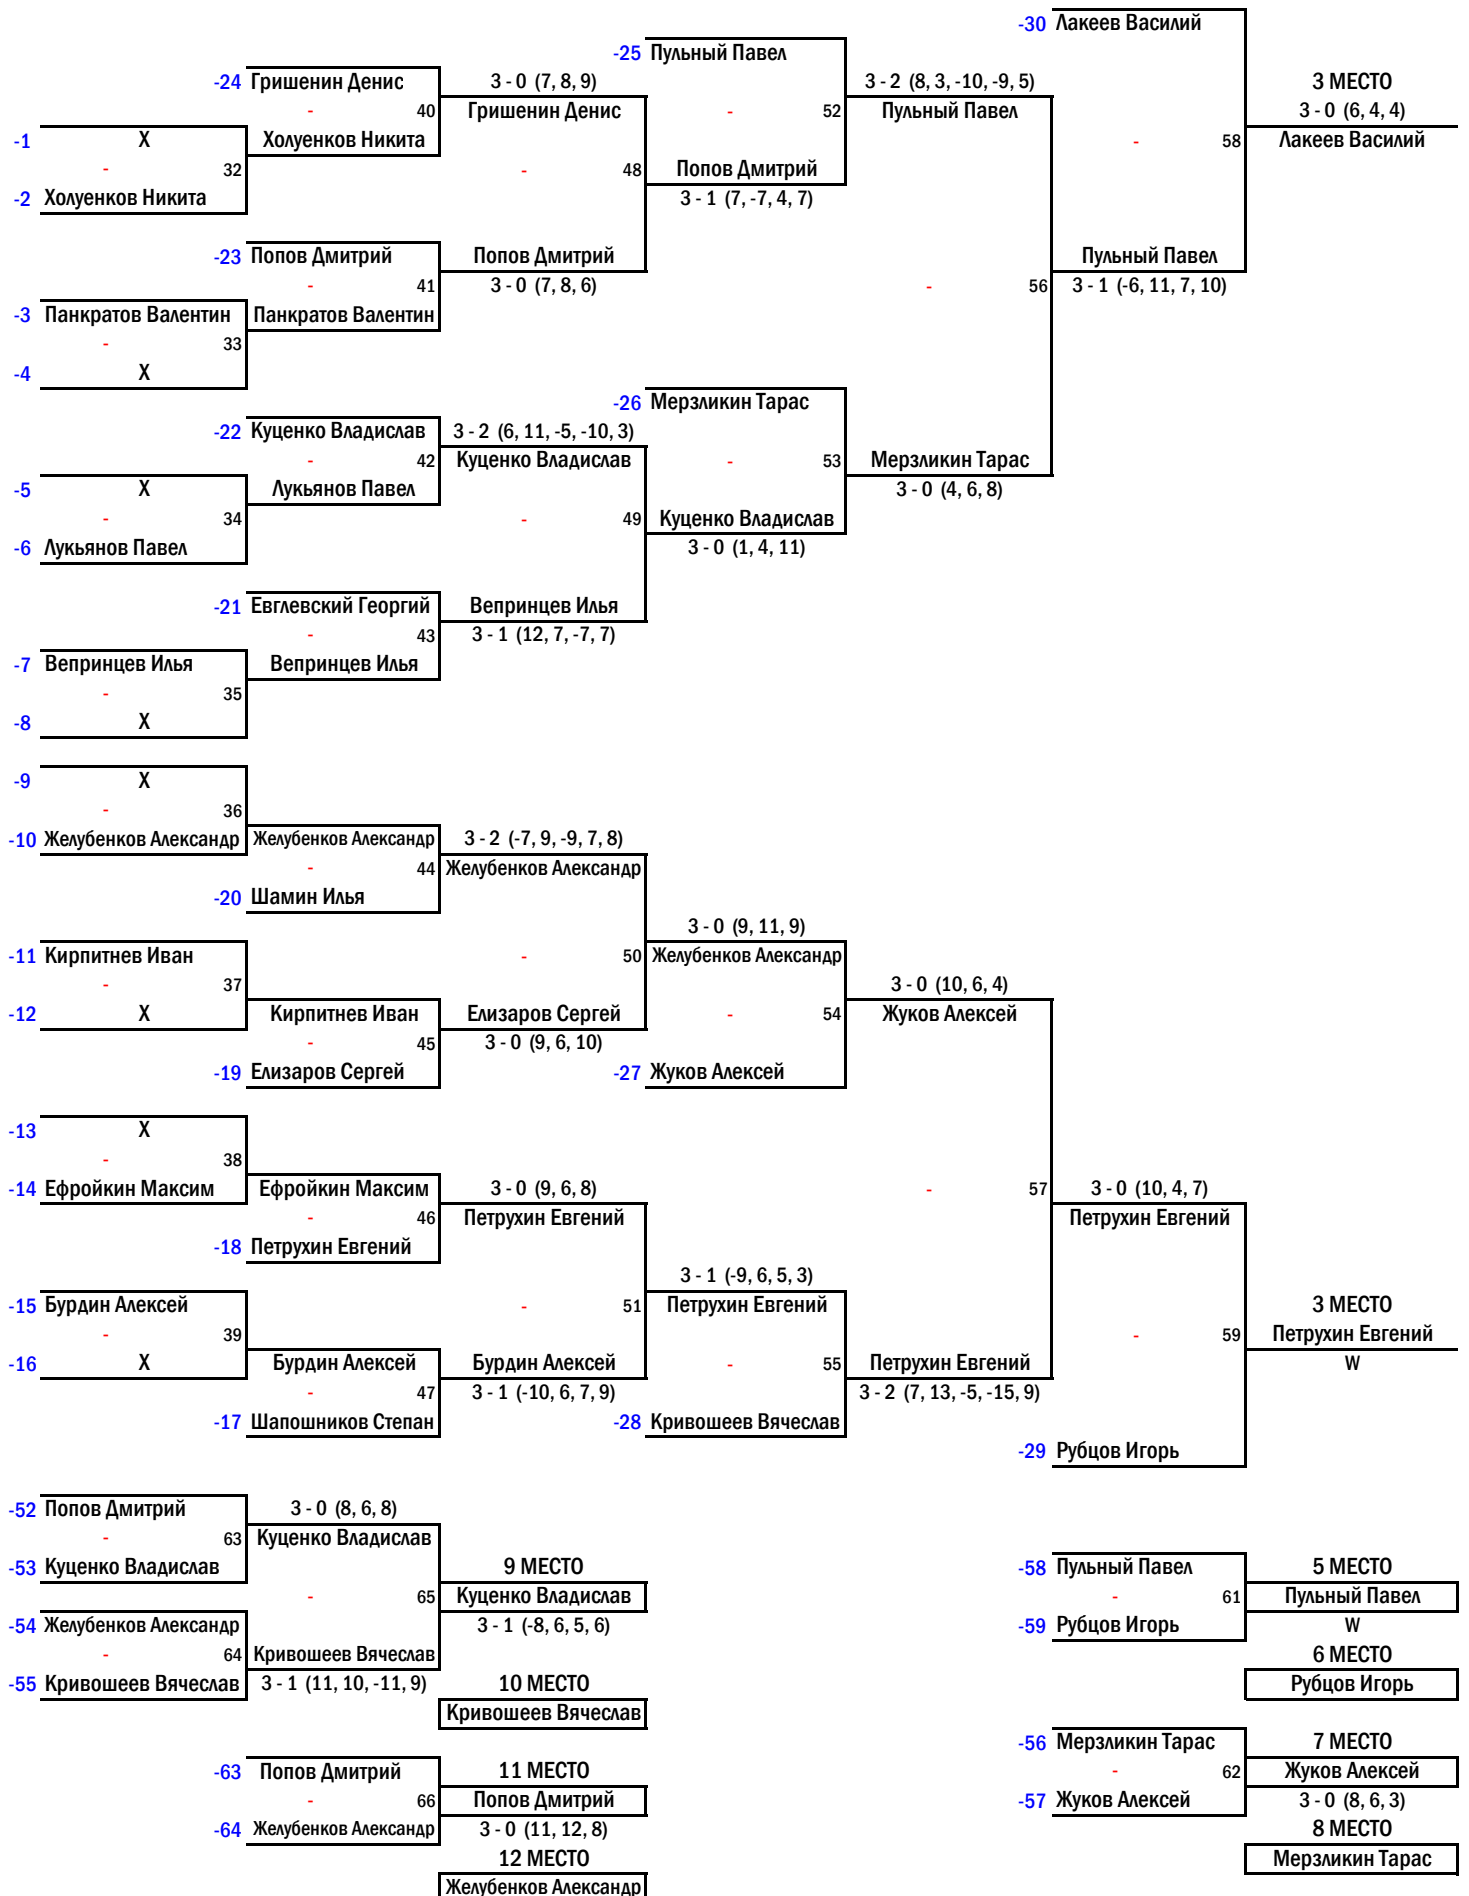 -30 Лакеев Василий
-25 Пульный Павел
-24 Гришенин Денис 3 - 0 (7, 8, 9) 3 - 2 (8, 3, -10, -9, 5) 3 МЕСТО
- 40 Гришенин Денис - 52 Пульный Павел 3 - 0 (6, 4, 4)
-1 X Холуенков Никита - 58 Лакеев Василий
- 32 - 48 Попов Дмитрий
-2 Холуенков Никита 3 - 1 (7, -7, 4, 7)
-23 Попов Дмитрий Попов Дмитрий Пульный Павел
- 41 3 - 0 (7, 8, 6) - 56 3 - 1 (-6, 11, 7, 10)
-3 Панкратов Валентин Панкратов Валентин
- 33
-4 X
-26 Мерзликин Тарас
-22 Куценко Владислав 3 - 2 (6, 11, -5, -10, 3)
- 42 Куценко Владислав - 53 Мерзликин Тарас
-5 X Лукьянов Павел 3 - 0 (4, 6, 8)
- 34 - 49 Куценко Владислав
-6 Лукьянов Павел 3 - 0 (1, 4, 11)
-21 Евглевский Георгий Вепринцев Илья
- 43 3 - 1 (12, 7, -7, 7)
-7 Вепринцев Илья Вепринцев Илья
- 35
-8 X
-9 X
- 36
-10 Желубенков Александр Желубенков Александр 3 - 2 (-7, 9, -9, 7, 8)
- 44 Желубенков Александр
-20 Шамин Илья
3 - 0 (9, 11, 9)
-11 Кирпитнев Иван - 50 Желубенков Александр
- 37 3 - 0 (10, 6, 4)
-12 X Кирпитнев Иван Елизаров Сергей - 54 Жуков Алексей
- 45 3 - 0 (9, 6, 10)
-19 Елизаров Сергей -27 Жуков Алексей
-13 X
- 38
-14 Ефройкин Максим Ефройкин Максим 3 - 0 (9, 6, 8) - 57 3 - 0 (10, 4, 7)
- 46 Петрухин Евгений Петрухин Евгений
-18 Петрухин Евгений
3 - 1 (-9, 6, 5, 3)
-15 Бурдин Алексей - 51 Петрухин Евгений 3 МЕСТО
- 39 - 59 Петрухин Евгений
-16 X Бурдин Алексей Бурдин Алексей - 55 Петрухин Евгений W
- 47 3 - 1 (-10, 6, 7, 9) 3 - 2 (7, 13, -5, -15, 9)
-17 Шапошников Степан -28 Кривошеев Вячеслав
-29 Рубцов Игорь
-52 Попов Дмитрий 3 - 0 (8, 6, 8)
- 63 Куценко Владислав
-53 Куценко Владислав 9 МЕСТО -58 Пульный Павел 5 МЕСТО
- 65 Куценко Владислав - 61 Пульный Павел
-54 Желубенков Александр 3 - 1 (-8, 6, 5, 6) -59 Рубцов Игорь W
- 64 Кривошеев Вячеслав 6 МЕСТО
-55 Кривошеев Вячеслав 3 - 1 (11, 10, -11, 9) 10 МЕСТО Рубцов Игорь
Кривошеев Вячеслав
-56 Мерзликин Тарас 7 МЕСТО
-63 Попов Дмитрий 11 МЕСТО - 62 Жуков Алексей
- 66 Попов Дмитрий -57 Жуков Алексей 3 - 0 (8, 6, 3)
-64 Желубенков Александр 3 - 0 (11, 12, 8) 8 МЕСТО
12 МЕСТО Мерзликин Тарас
Желубенков Александр